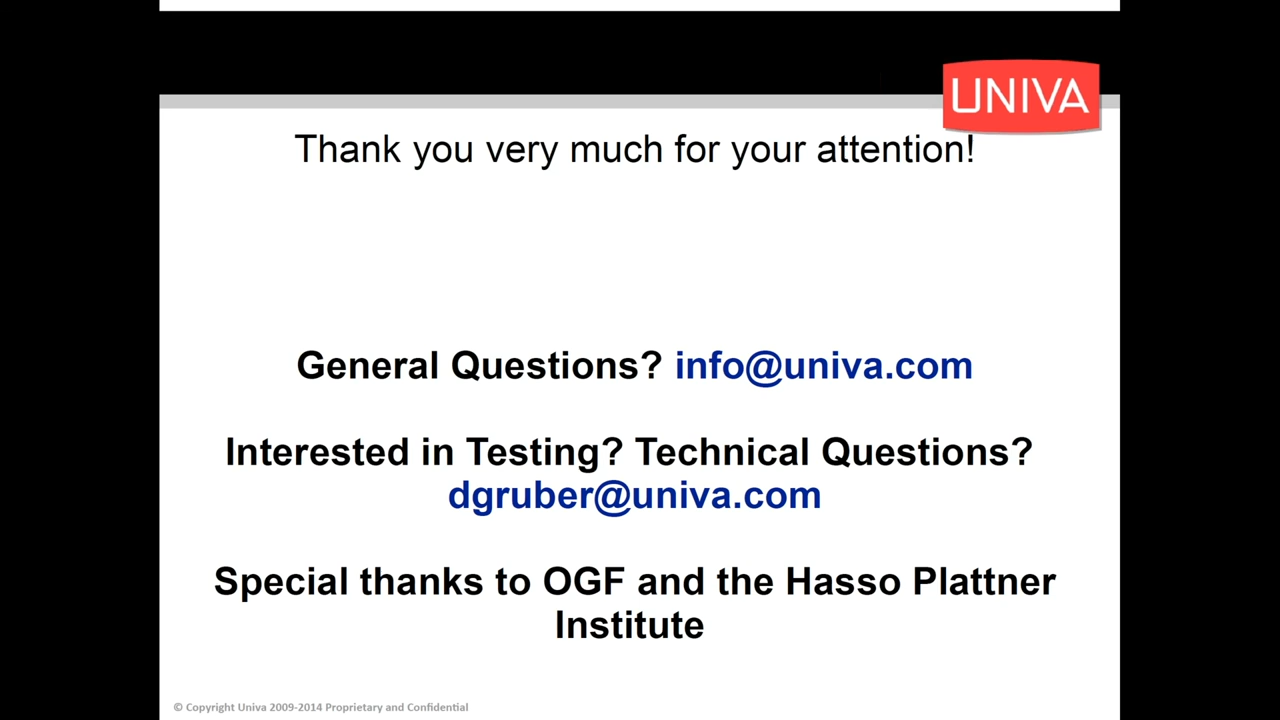 UNIVA
Thank you very much for your attention!
General Questions? info@univa.com
Interested in Testing? Technical Questions?
dgruber@univa.com
Special thanks to OGF and the Hasso Plattner
Institute
© Copyright Univa 2009-2014 Proprietary and Confidential